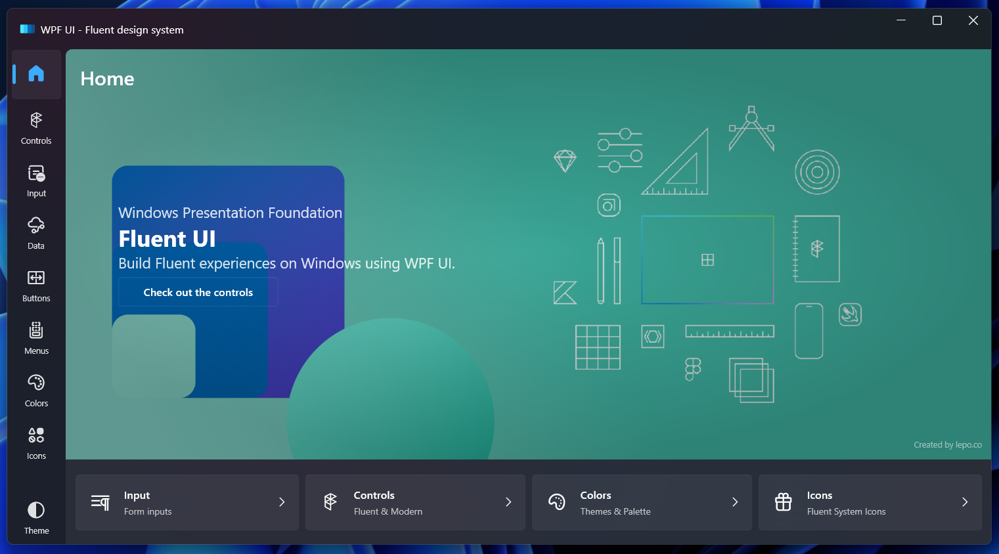 WPF UI - Fluent design system
Home
Controls
Input
Data
Buttons
Menus
Colors
Icons
Theme
Windows Presentation Foundation
Fluent UI
Build Fluent experiences on Windows using WPF UI.
Check out the controls
Created by lepo.co
Input
Form inputs
Controls
Fluent & Modern
Colors
Themes & Palette
Icons
Fluent System Icons